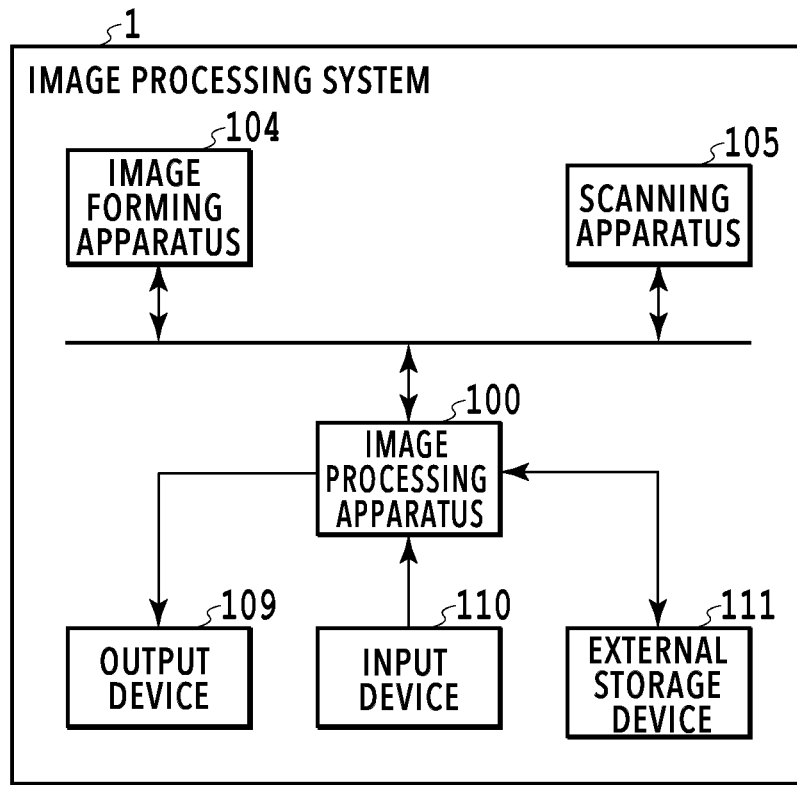 1
IMAGE PROCESSING SYSTEM
104
IMAGE
FORMING
APPARATUS
105
SCANNING
APPARATUS
100
IMAGE
PROCESSING
APPARATUS
109
OUTPUT
DEVICE
110
INPUT
DEVICE
111
EXTERNAL
STORAGE
DEVICE